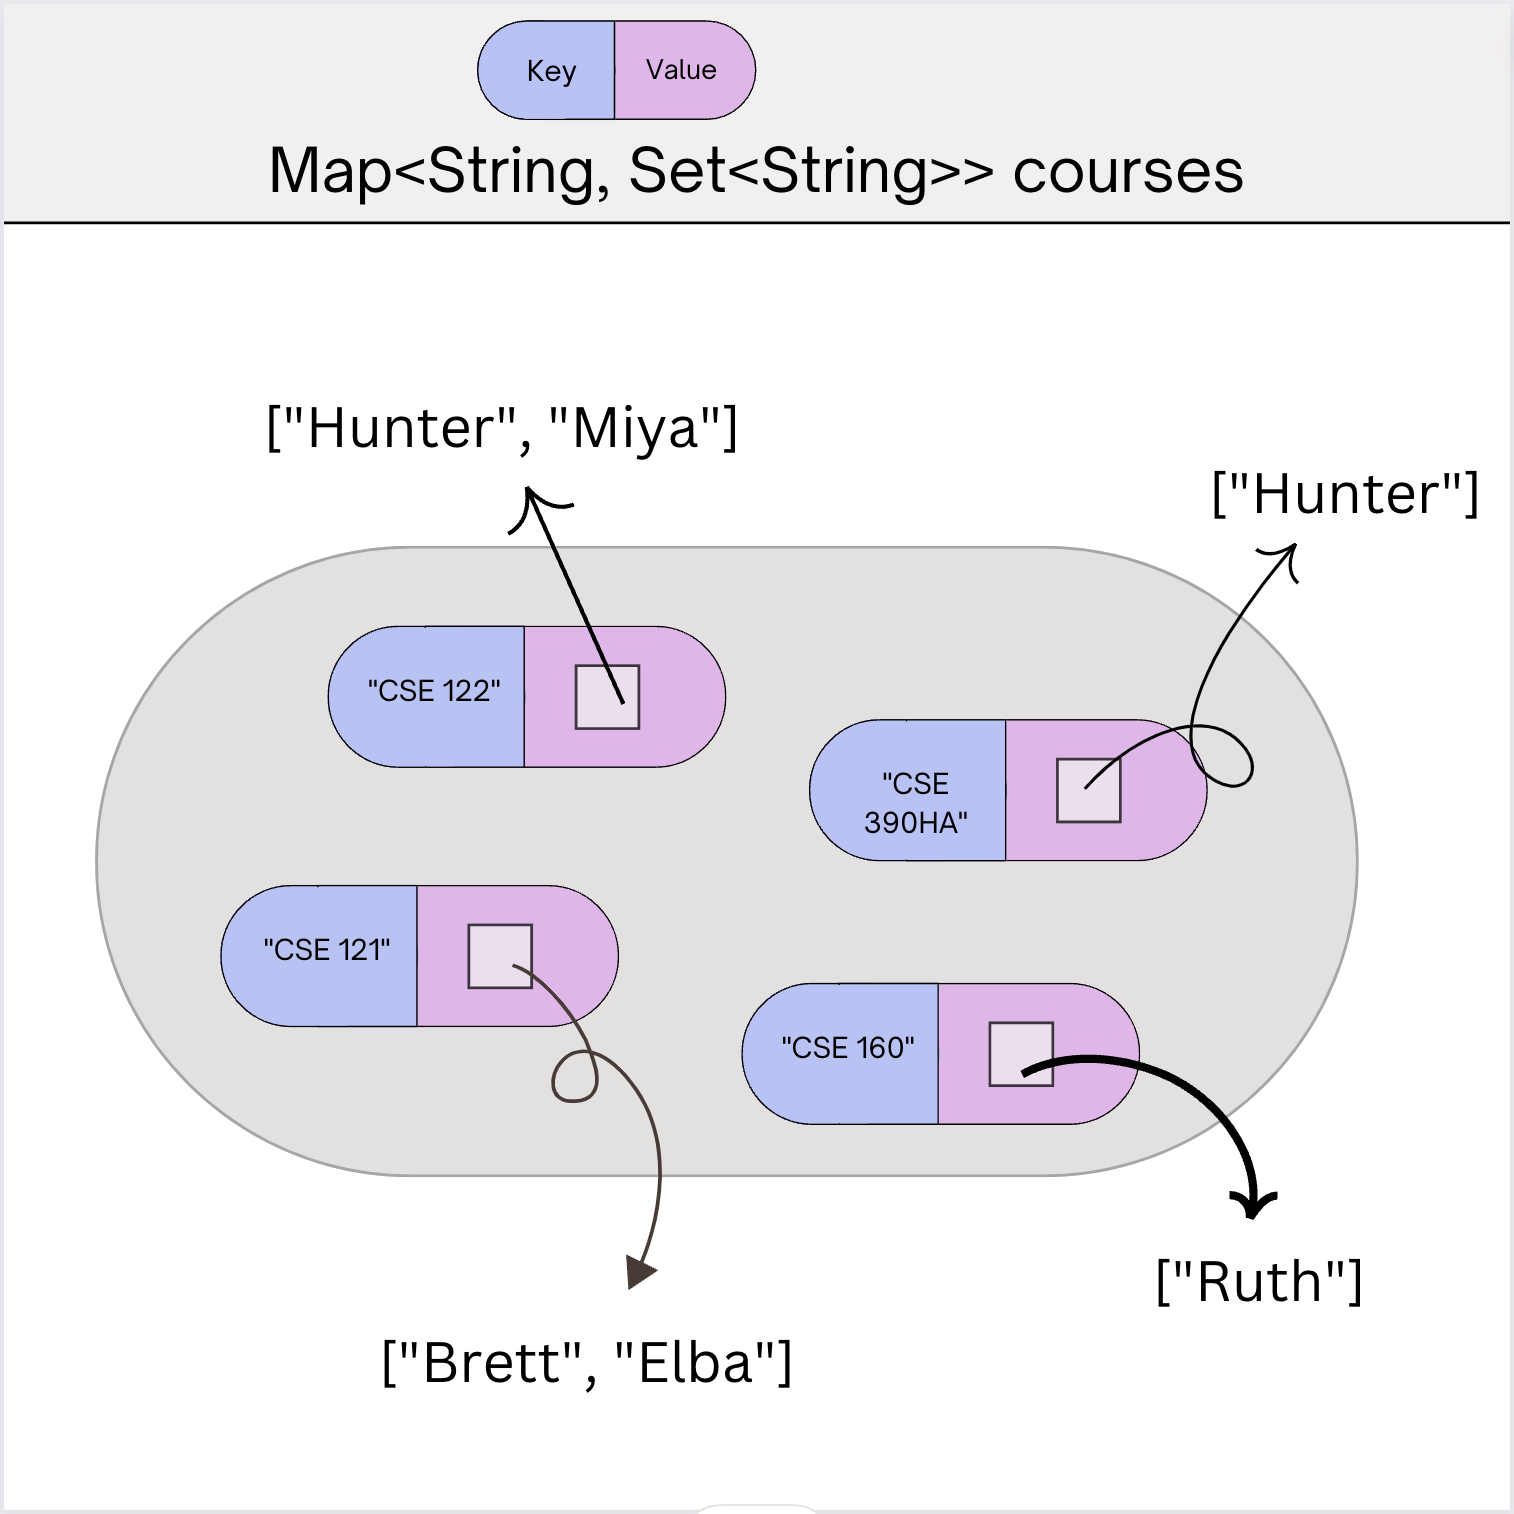 Key
Value
Map<String, Set<String>> courses
["Hunter", "Miya"]
["Hunter"]
"CSE 122"
"CSE
390HA"
"CSE 121"
"CSE 160"
["Ruth"]
["Brett", "Elba"]